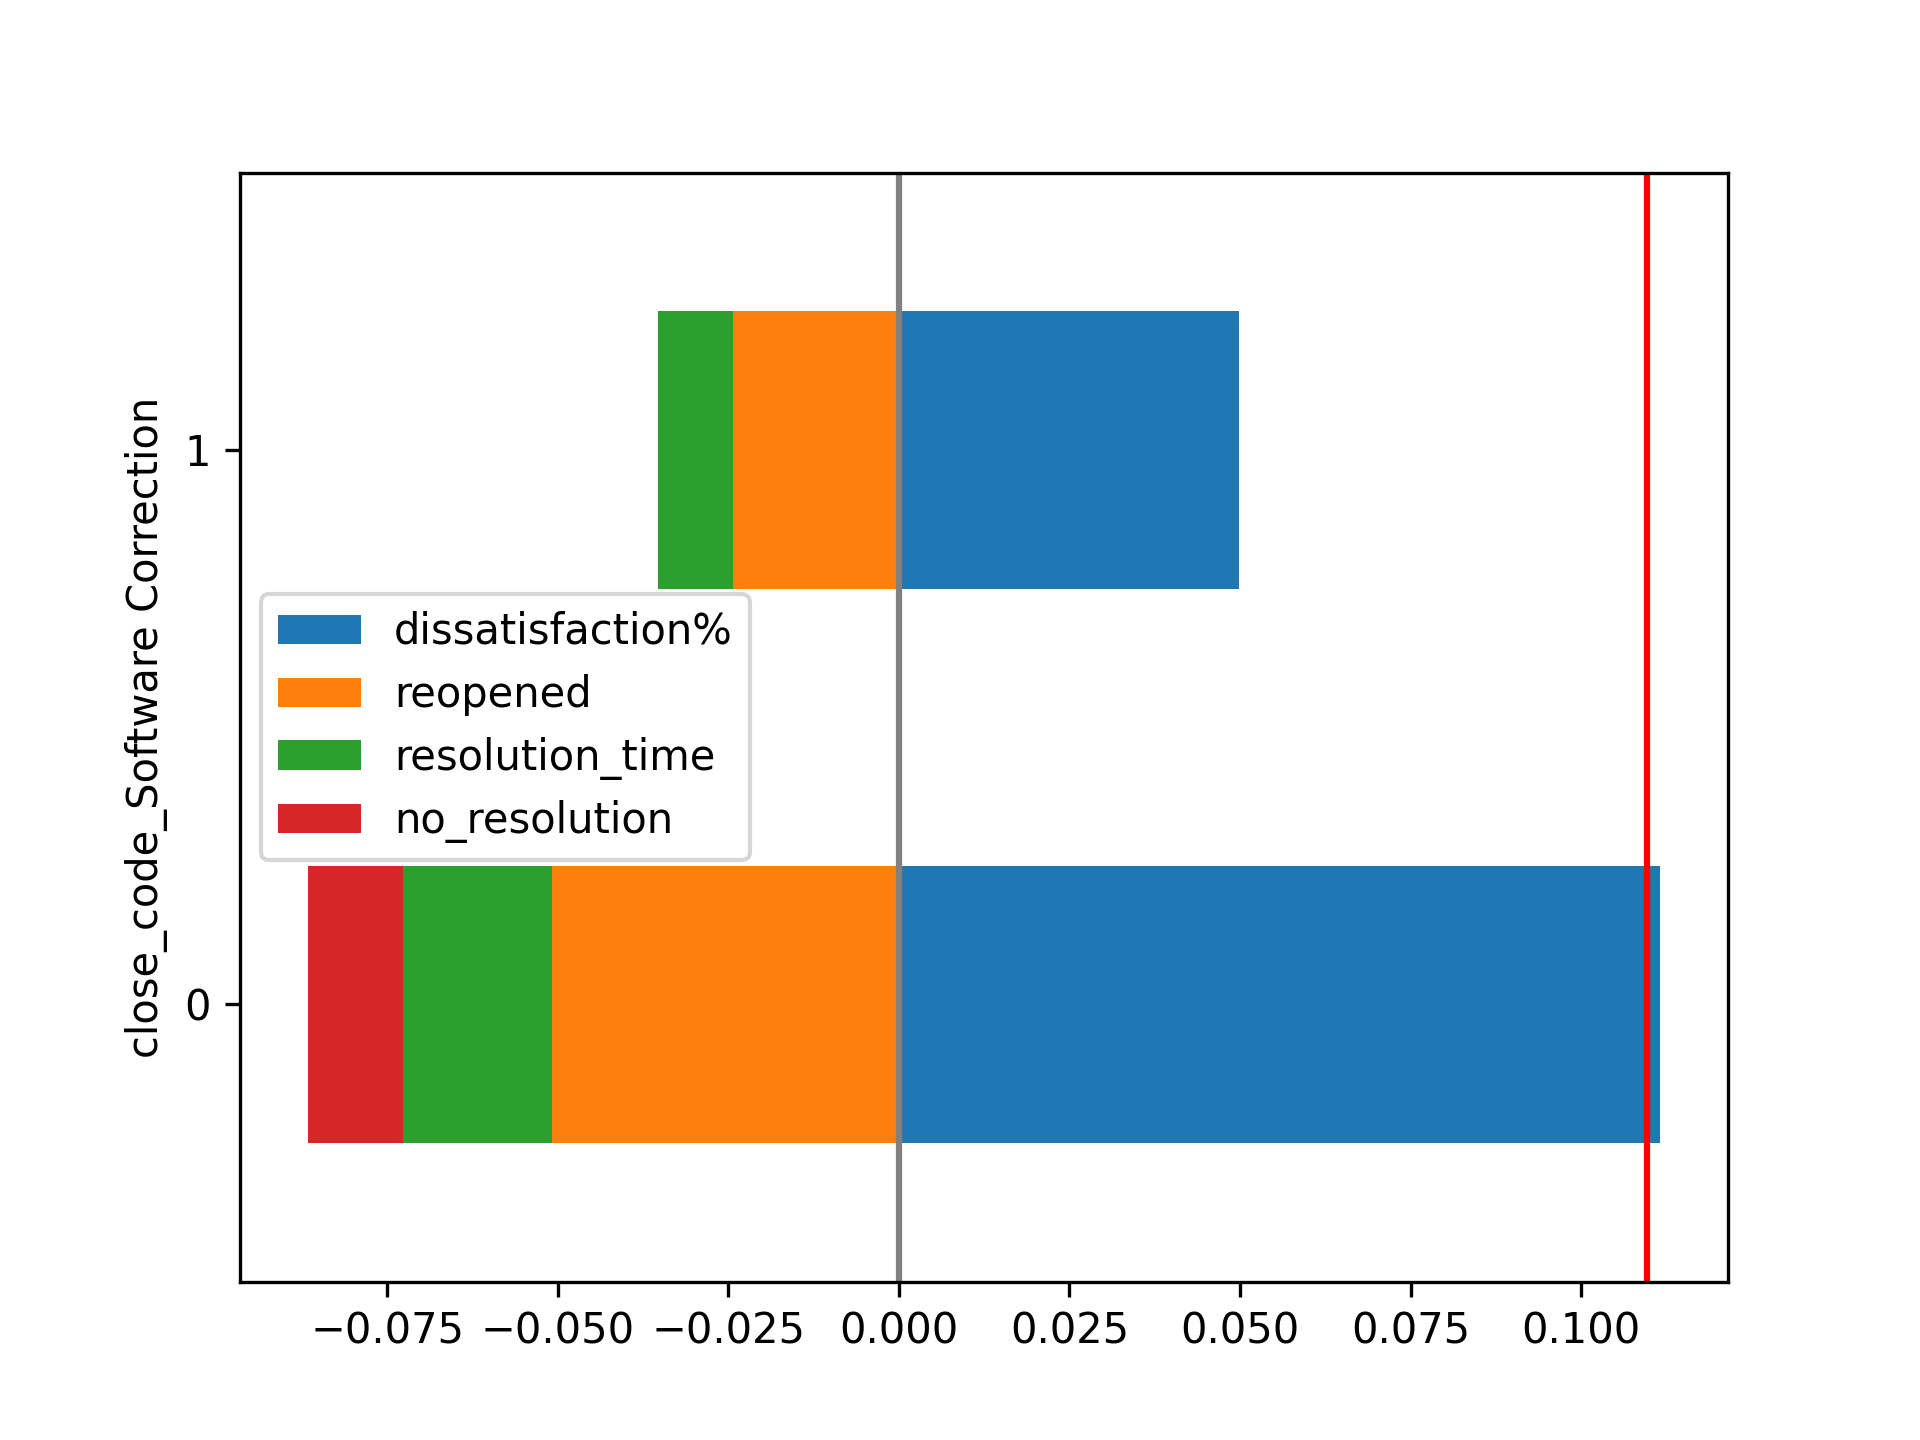 close_code_Software Correction
1
0
dissatisfaction%
reopened
resolution_time
no_resolution
−0.075 −0.050 −0.025 0.000 0.025 0.050 0.075 0.100